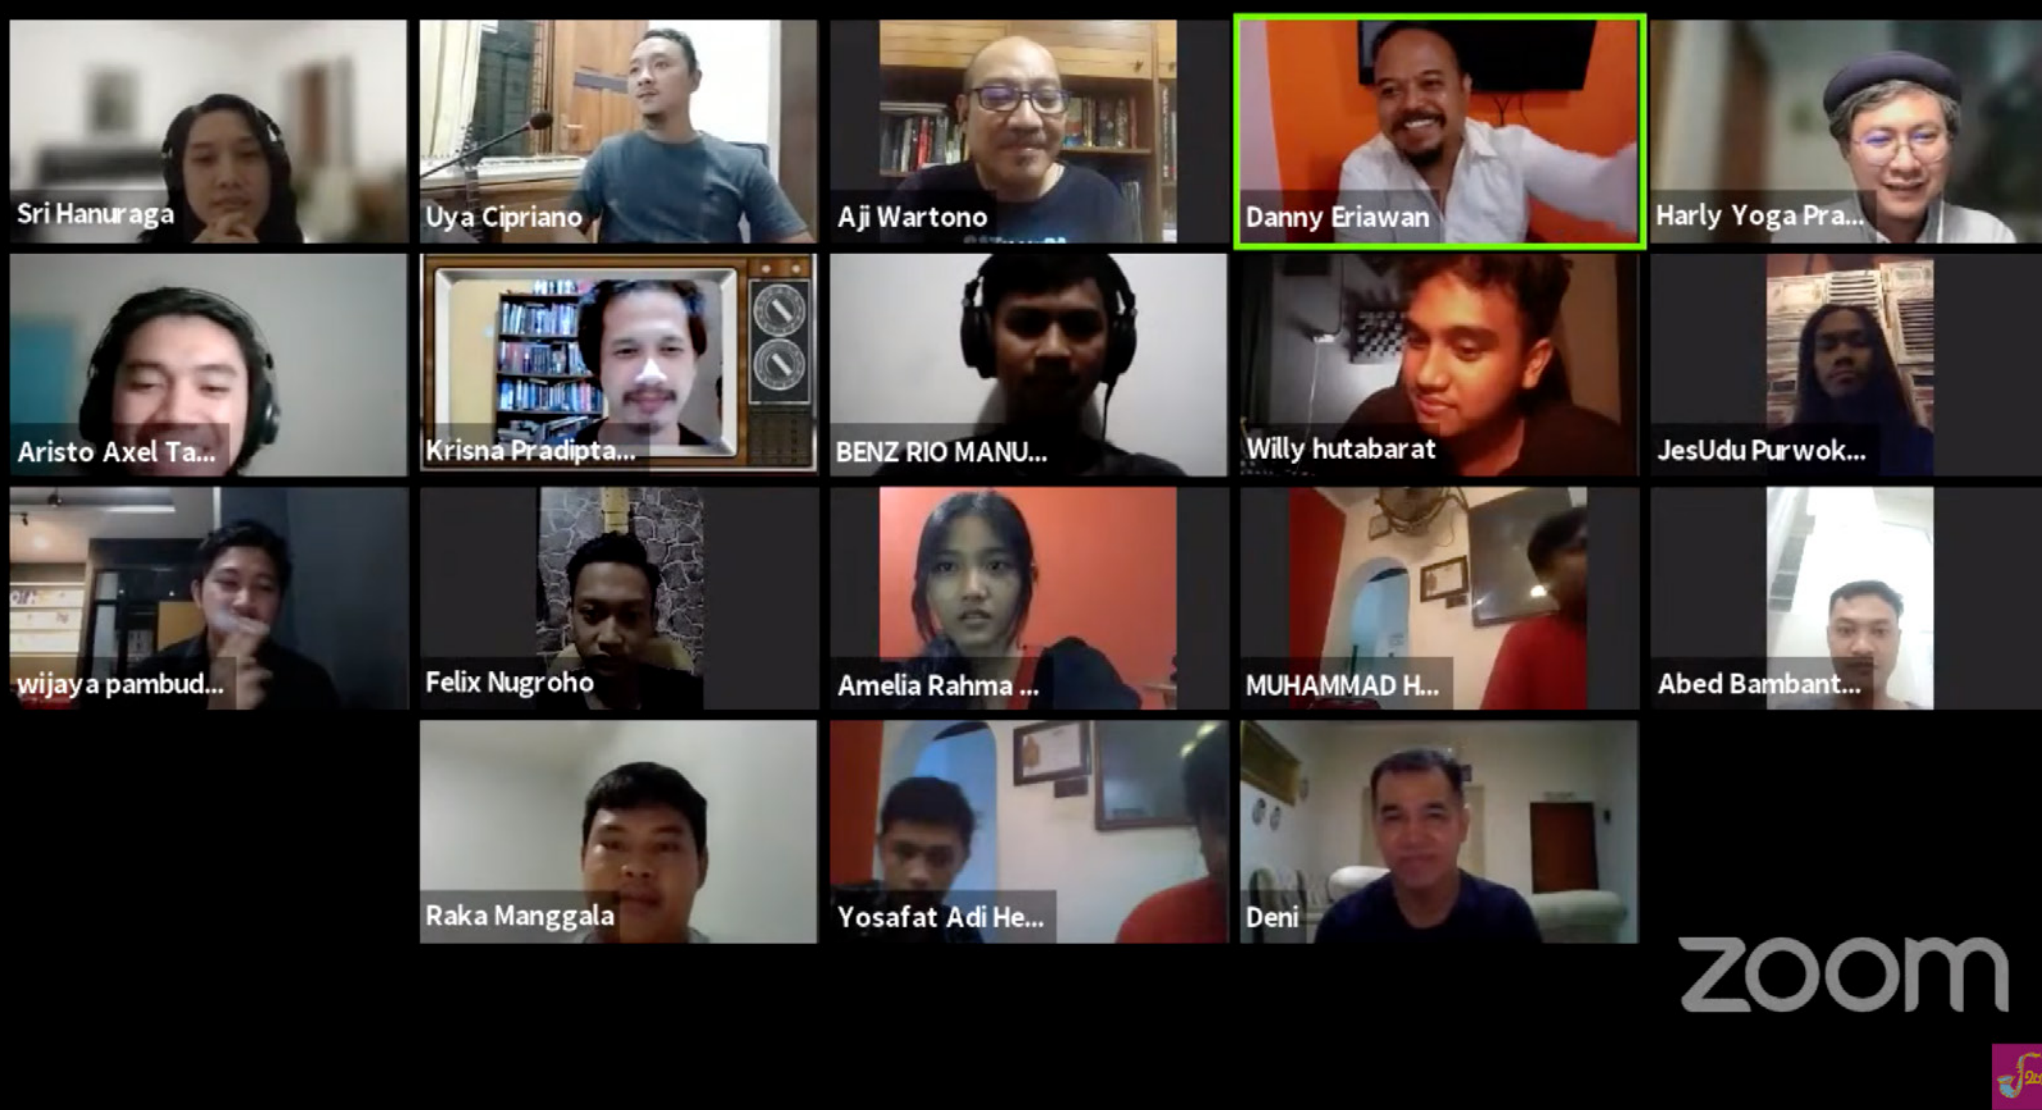 Sri Hanuraga
Uya Cipriano
Aji Wartono
Danny Eriawan
Harly Yoga Pra...
Aristo Axel Ta...
Krisna Pradipta...
BENZ RIO MANU...
Willy hutabarat
JesUdu Purwok...
wijaya pambud...
Felix Nugroho
Amelia Rahma ...
MUHAMMAD H...
Abed Bambant...
Raka Manggala
Yosafat Adi He...
Deni
zoom